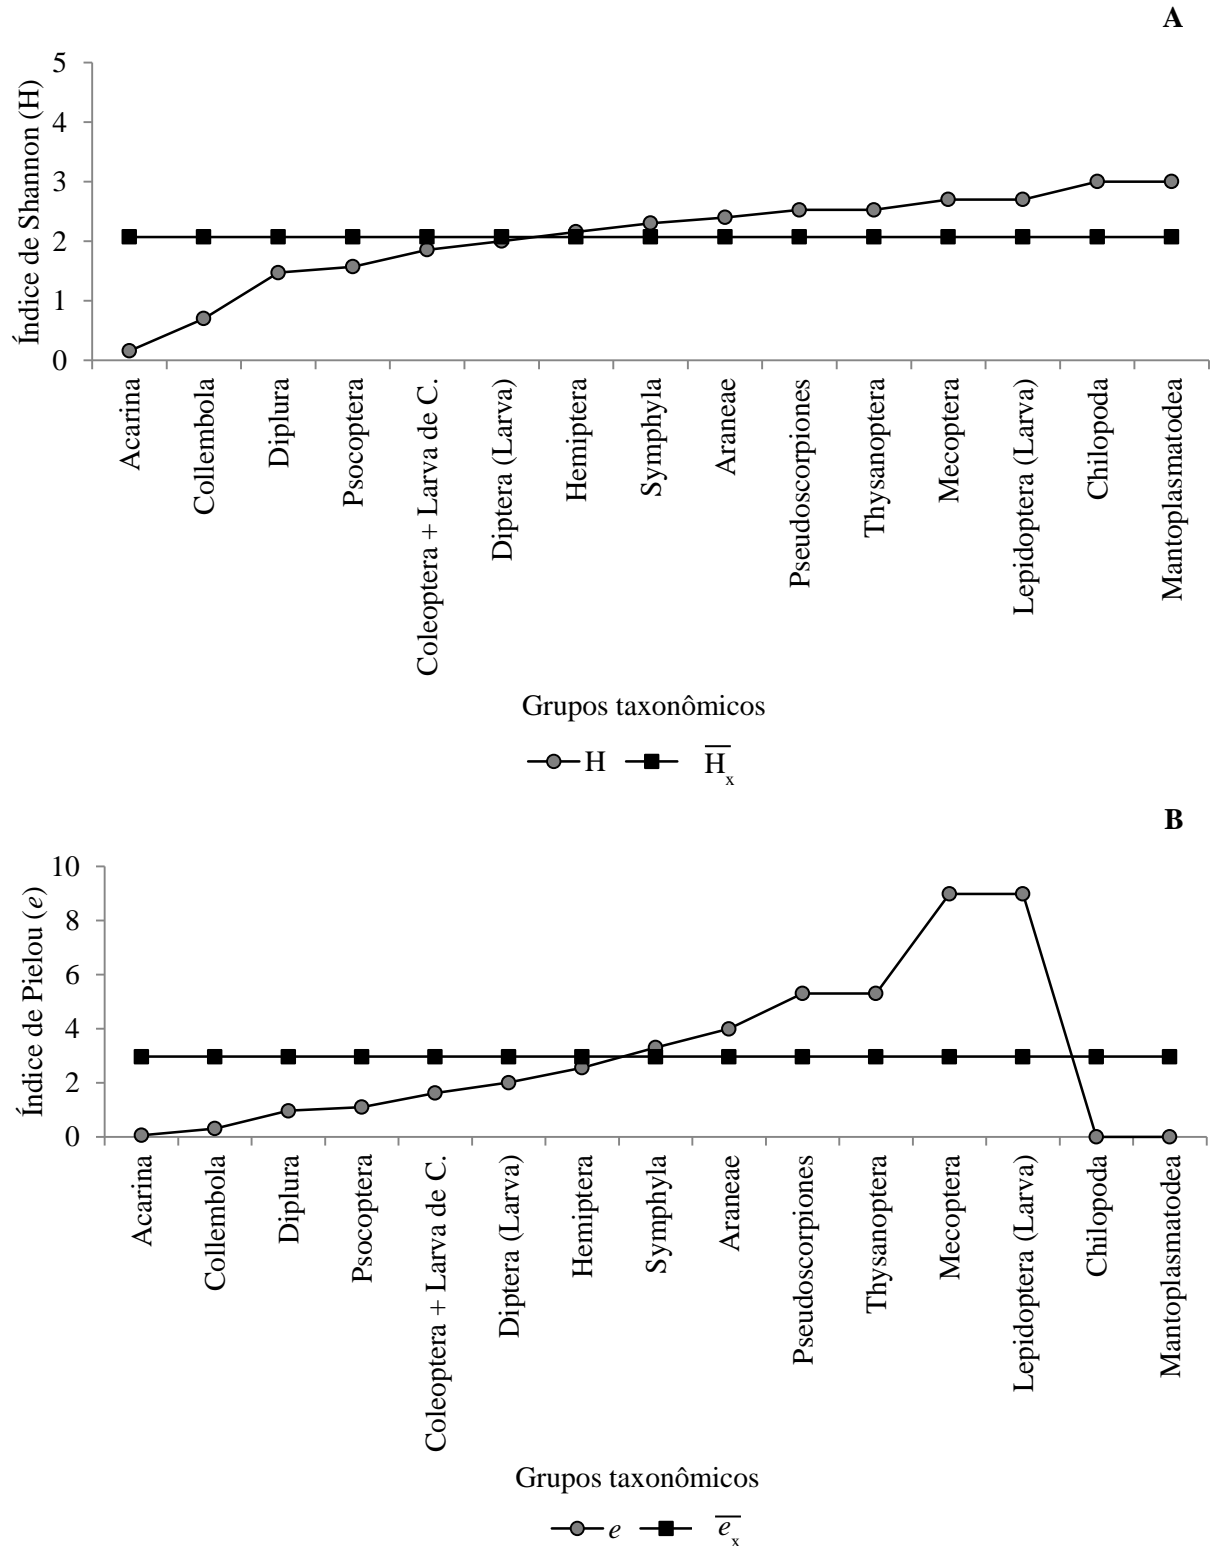 A
Índice de Shannon (H)
5
4
3
2
1
0
Acarina
Collembola
Diplura
Psocoptera
Coleoptera + Larva de C.
Diptera (Larva)
Hemiptera
Symphyla
Araneae
Pseudoscorpiones
Thysanoptera
Mecoptera
Lepidoptera (Larva)
Chilopoda
Mantoplasmatodea
Grupos taxonômicos
H H̅ₓ
B
Índice de Pielou (e)
10
8
6
4
2
0
Acarina
Collembola
Diplura
Psocoptera
Coleoptera + Larva de C.
Diptera (Larva)
Hemiptera
Symphyla
Araneae
Pseudoscorpiones
Thysanoptera
Mecoptera
Lepidoptera (Larva)
Chilopoda
Mantoplasmatodea
Grupos taxonômicos
e e̅ₓ